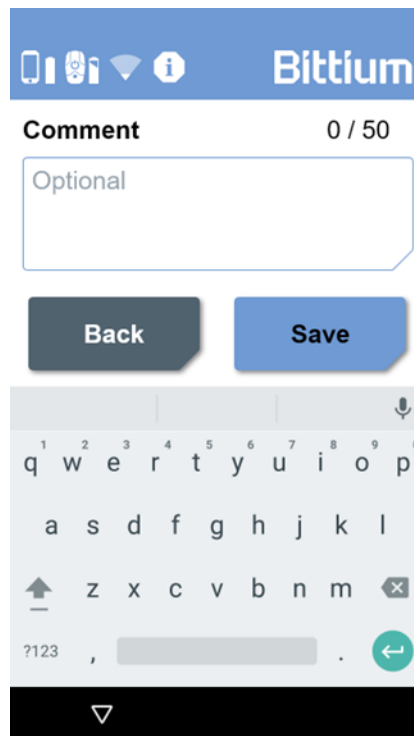 i Bittium
Comment 0 / 50
Optional
Back Save
1 2 3 4 5 6 7 8 9
q w e r t y u i o p
a s d f g h j k l
z x c v b n m
?123 , .